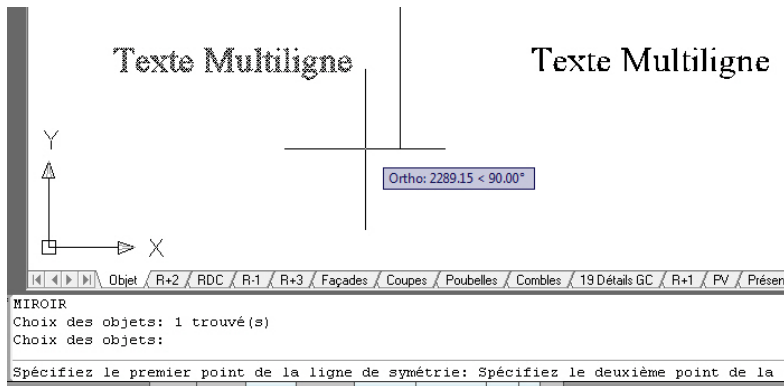 Texte Multiligne Texte Multiligne
Y
Ortho: 2289.15 < 90.00°
X
Objet / R+2 / RDC / R-1 / R+3 / Façades / Coupes / Poubelles / Combles / 19 Détails GC / R+1 / PV / Présen
MIROIR
Choix des objets: 1 trouvé(s)
Choix des objets:
Spécifiez le premier point de la ligne de symétrie: Spécifiez le deuxième point de la